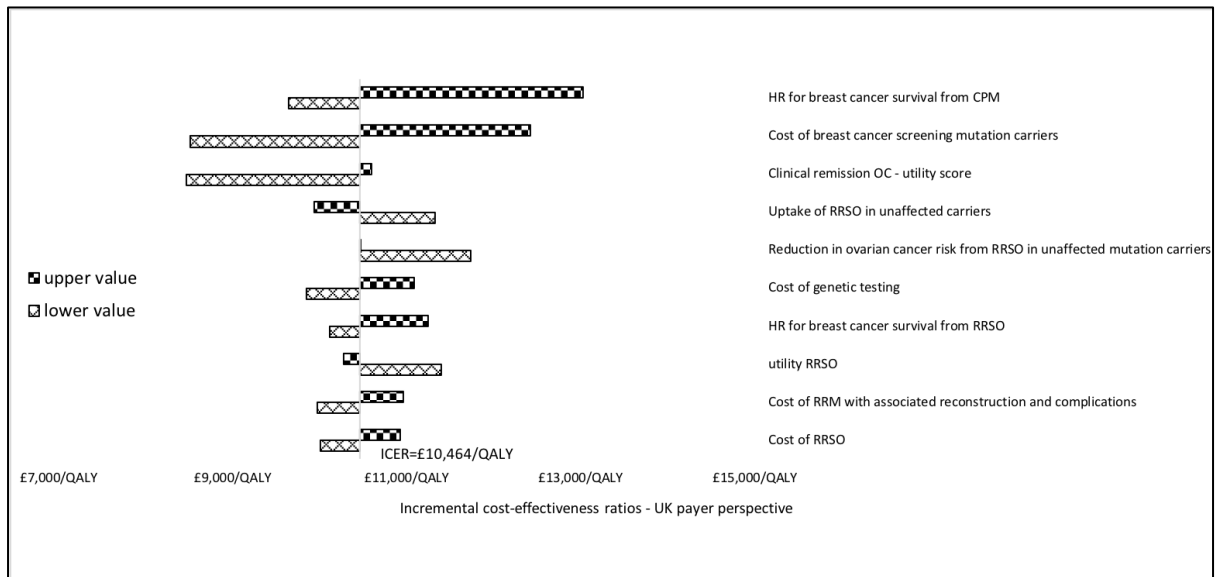 HR for breast cancer survival from CPM
Cost of breast cancer screening mutation carriers
Clinical remission OC - utility score
Uptake of RRSO in unaffected carriers
Reduction in ovarian cancer risk from RRSO in unaffected mutation carriers
upper value
Cost of genetic testing
lower value
HR for breast cancer survival from RRSO
utility RRSO
Cost of RRM with associated reconstruction and complications
Cost of RRSO
ICER=£10,464/QALY
£7,000/QALY £9,000/QALY £11,000/QALY £13,000/QALY £15,000/QALY
Incremental cost-effectiveness ratios - UK payer perspective